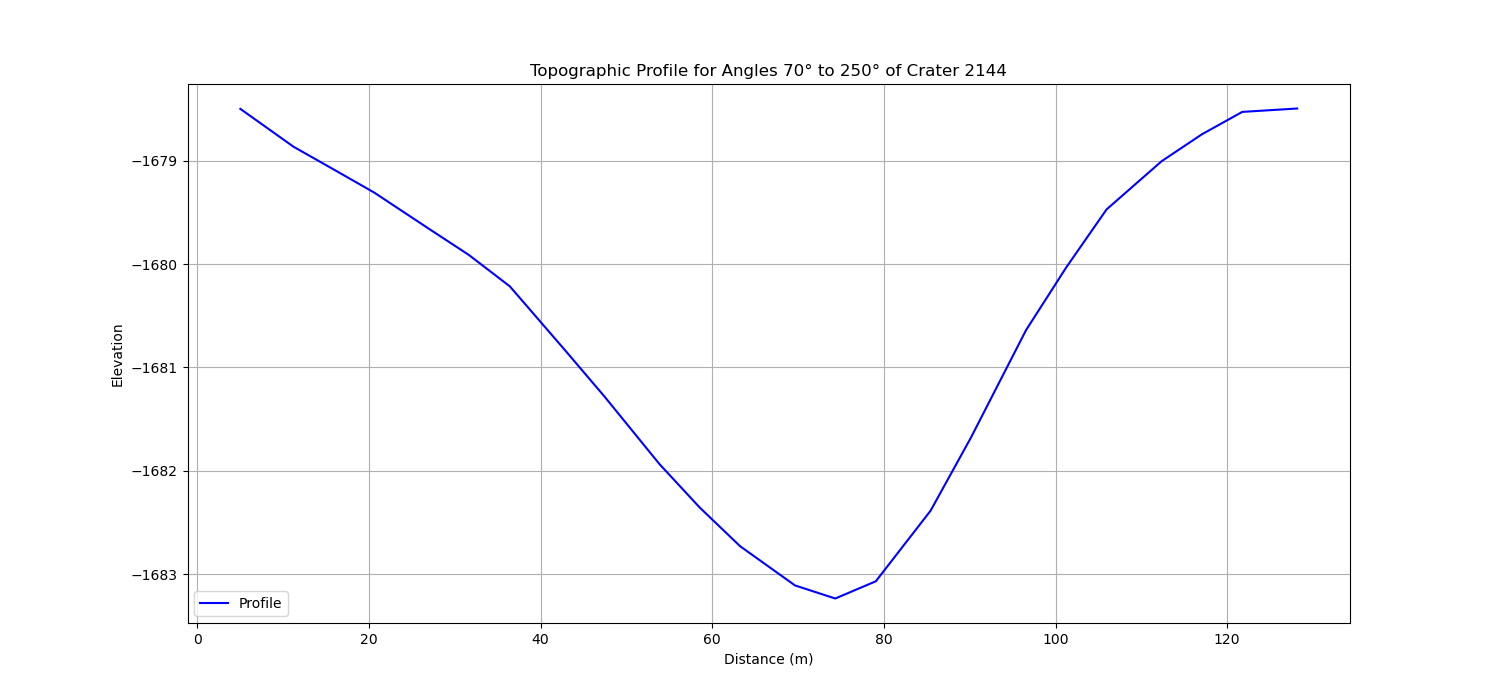 Topographic Profile for Angles 70° to 250° of Crater 2144
−1679
−1680
−1681
−1682
−1683
Elevation
Profile
0 20 40 60 80 100 120
Distance (m)